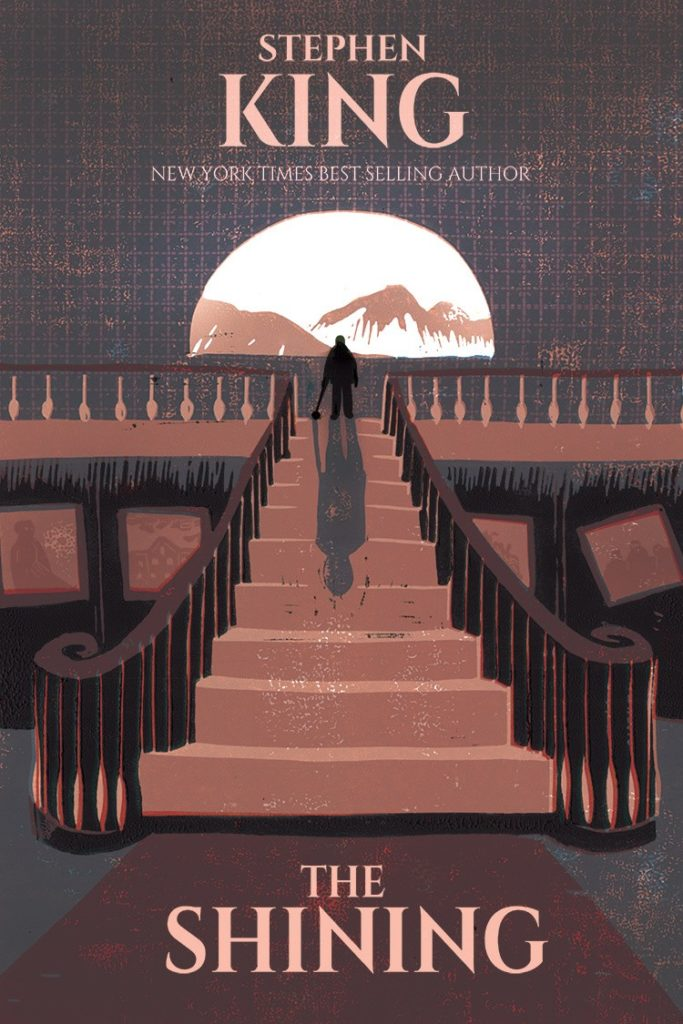 STEPHEN
KING
NEW YORK TIMES BEST SELLING AUTHOR
THE
SHINING